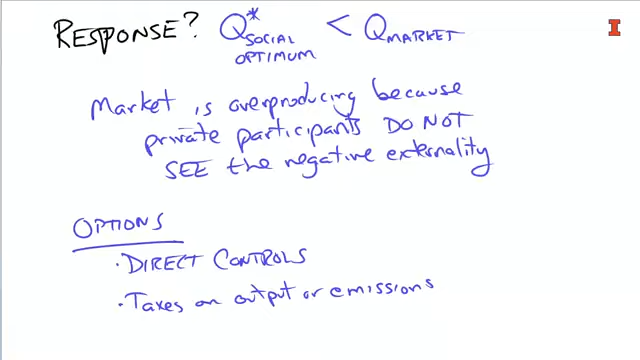 RESPONSE? Q* SOCIAL OPTIMUM < Q MARKET
Market is overproducing because
private participants DO NOT
SEE the negative externality
OPTIONS
· DIRECT CONTROLS
· Taxes on output or emissions
I